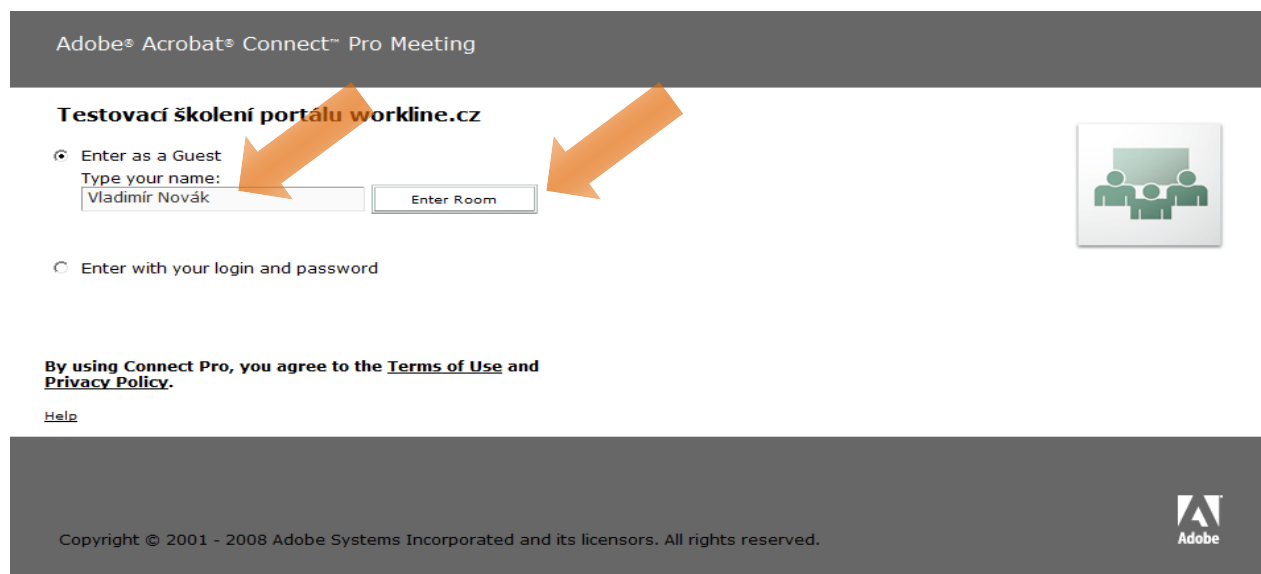 Adobe® Acrobat® Connect™ Pro Meeting
Testovací školení portálu workline.cz
Enter as a Guest
Type your name:
Vladimír Novák
Enter Room
Enter with your login and password
By using Connect Pro, you agree to the Terms of Use and
Privacy Policy.
Help
Copyright © 2001 - 2008 Adobe Systems Incorporated and its licensors. All rights reserved.
Adobe